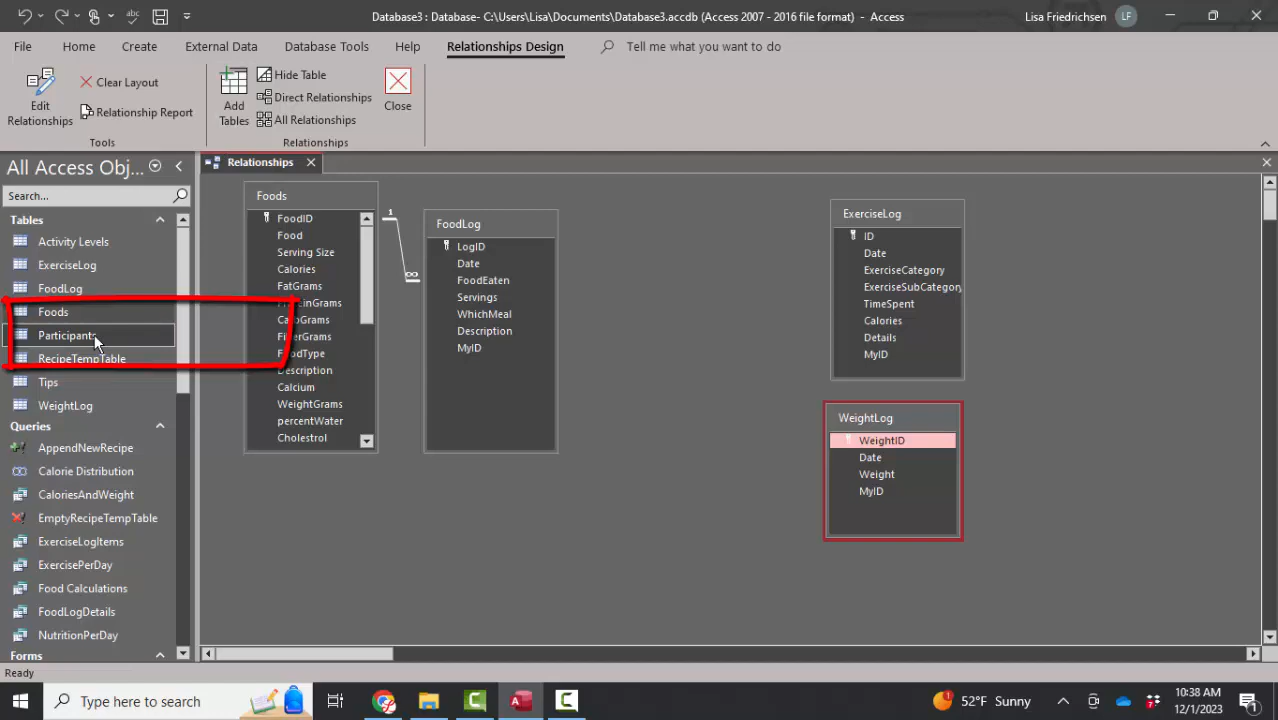 Database3 : Database- C:\Users\Lisa\Documents\Database3.accdb (Access 2007 - 2016 file format) - Access
Lisa Friedrichsen
LF
File
Home
Create
External Data
Database Tools
Help
Relationships Design
Tell me what you want to do
Edit Relationships
Clear Layout
Relationship Report
Tools
Add Tables
Hide Table
Direct Relationships
All Relationships
Relationships
Close
All Access Obj...
Search...
Tables
Activity Levels
ExerciseLog
FoodLog
Foods
Participants
RecipeTempTable
Tips
WeightLog
Queries
AppendNewRecipe
Calorie Distribution
CaloriesAndWeight
EmptyRecipeTempTable
ExerciseLogItems
ExercisePerDay
Food Calculations
FoodLogDetails
NutritionPerDay
Forms
Relationships
Foods
FoodID
Food
Serving Size
Calories
FatGrams
ProteinGrams
CarbGrams
FiberGrams
FoodType
Description
Calcium
WeightGrams
percentWater
Cholestrol
1
∞
FoodLog
LogID
Date
FoodEaten
Servings
WhichMeal
Description
MyID
ExerciseLog
ID
Date
ExerciseCategory
ExerciseSubCategory
TimeSpent
Calories
Details
MyID
WeightLog
WeightID
Date
Weight
MyID
Ready
Type here to search
52°F Sunny
10:38 AM
12/1/2023
1